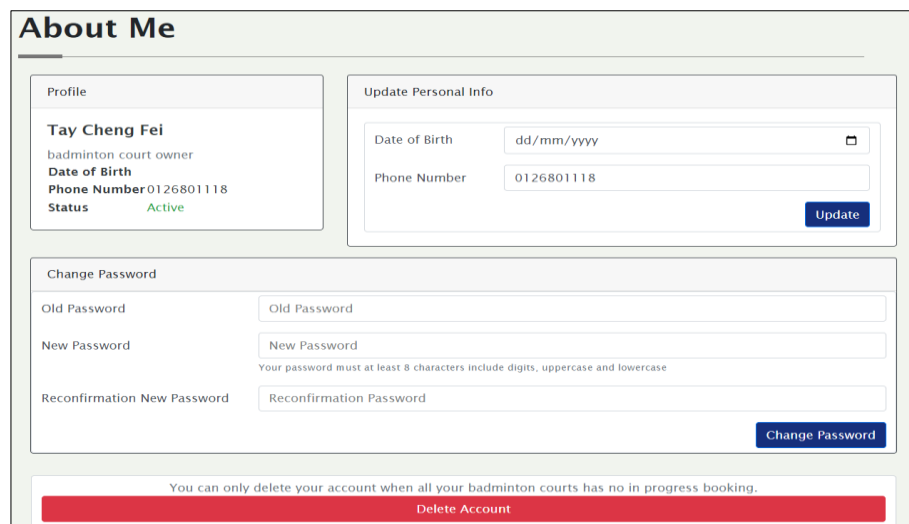 About Me
Profile
Tay Cheng Fei
badminton court owner
Date of Birth
Phone Number 0126801118
Status Active
Update Personal Info
Date of Birth dd/mm/yyyy
Phone Number 0126801118
Update
Change Password
Old Password Old Password
New Password New Password
Your password must at least 8 characters include digits, uppercase and lowercase
Reconfirmation New Password Reconfirmation Password
Change Password
You can only delete your account when all your badminton courts has no in progress booking.
Delete Account